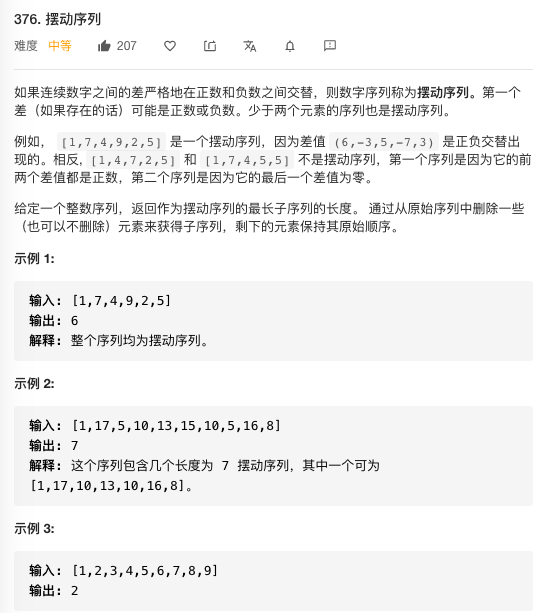 376. 摆动序列
难度 中等 207
如果连续数字之间的差严格地在正数和负数之间交替，则数字序列称为摆动序列。第一个
差（如果存在的话）可能是正数或负数。少于两个元素的序列也是摆动序列。
例如， [1,7,4,9,2,5] 是一个摆动序列，因为差值 (6,-3,5,-7,3) 是正负交替出
现的。相反, [1,4,7,2,5] 和 [1,7,4,5,5] 不是摆动序列，第一个序列是因为它的前
两个差值都是正数，第二个序列是因为它的最后一个差值为零。
给定一个整数序列，返回作为摆动序列的最长子序列的长度。 通过从原始序列中删除一些
（也可以不删除）元素来获得子序列，剩下的元素保持其原始顺序。
示例 1:
输入: [1,7,4,9,2,5]
输出: 6
解释: 整个序列均为摆动序列。
示例 2:
输入: [1,17,5,10,13,15,10,5,16,8]
输出: 7
解释: 这个序列包含几个长度为 7 摆动序列，其中一个可为
[1,17,10,13,10,16,8]。
示例 3:
输入: [1,2,3,4,5,6,7,8,9]
输出: 2